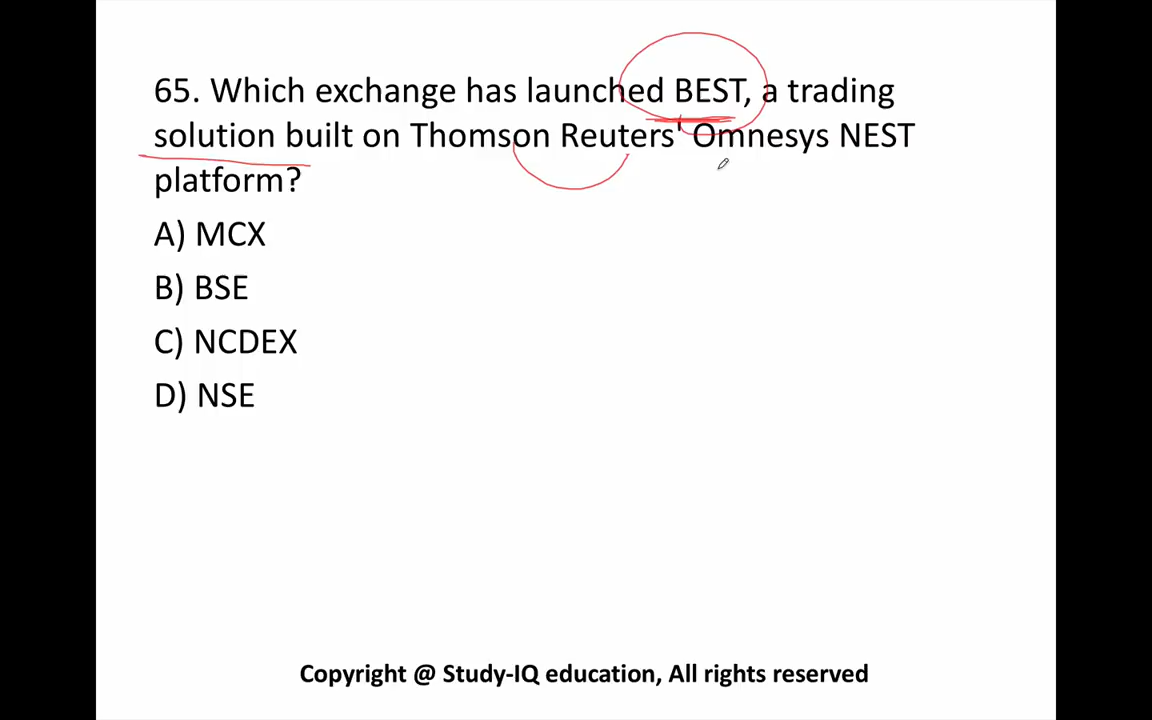 65. Which exchange has launched BEST, a trading
solution built on Thomson Reuters' Omnesys NEST
platform?
A) MCX
B) BSE
C) NCDEX
D) NSE
Copyright @ Study-IQ education, All rights reserved